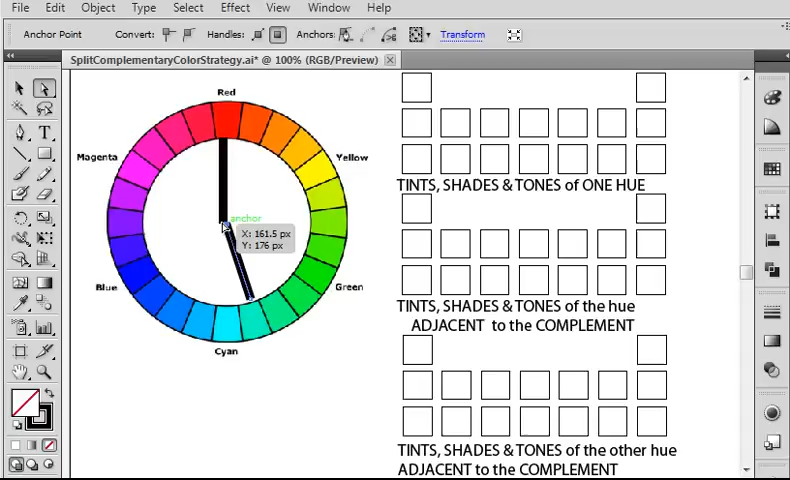 File Edit Object Type Select Effect View Window Help
Anchor Point Convert: Handles: Anchors: Transform
SplitComplementaryColorStrategy.ai* @ 100% (RGB/Preview)
Red
Magenta
Yellow
anchor
X: 161.5 px
Y: 176 px
Blue
Green
Cyan
TINTS, SHADES & TONES of ONE HUE
TINTS, SHADES & TONES of the hue
ADJACENT to the COMPLEMENT
TINTS, SHADES & TONES of the other hue
ADJACENT to the COMPLEMENT